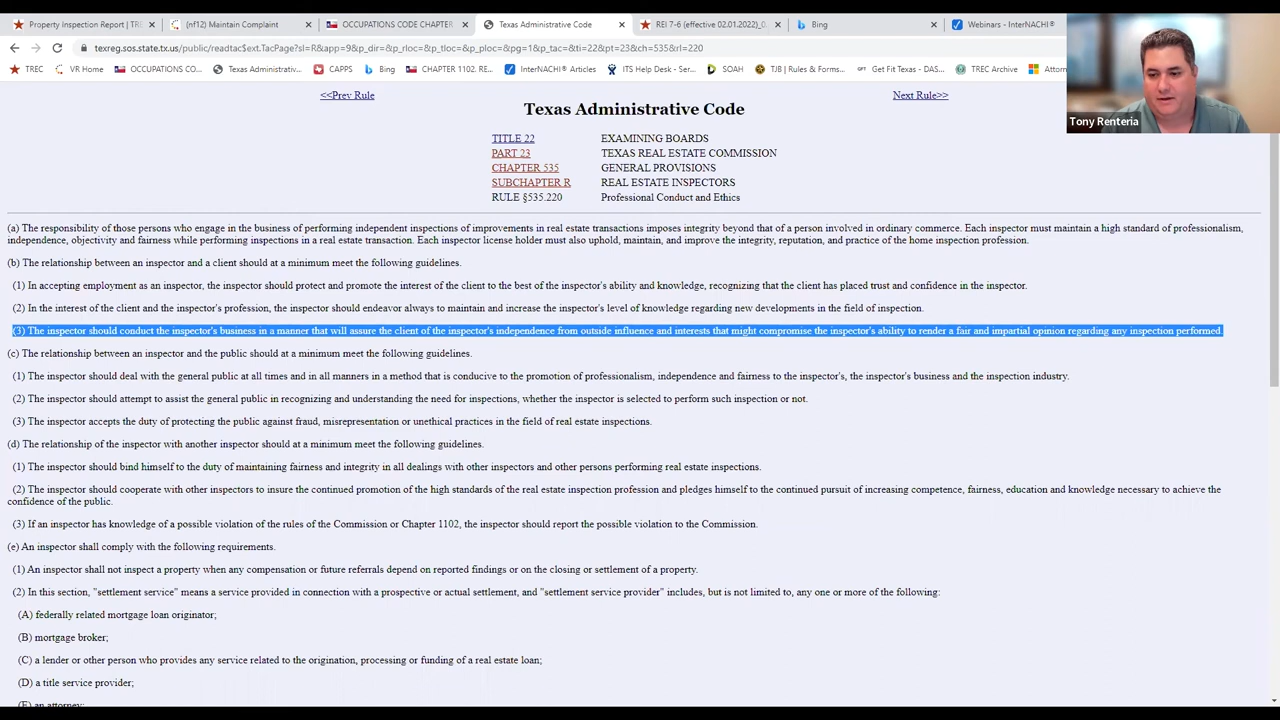 Property Inspection Report | TRE
(nf12) Maintain Complaint
OCCUPATIONS CODE CHAPTER
Texas Administrative Code
REI 7-6 (effective 02.01.2022)_0
Bing
Webinars - InterNACHI®
texreg.sos.state.tx.us/public/readtac$ext.TacPage?sl=R&app=9&p_dir=&p_rloc=&p_tloc=&p_ploc=&pg=1&p_tac=&ti=22&pt=23&ch=535&rl=220
TREC
VR Home
OCCUPATIONS CO...
Texas Administrativ...
CAPPS
Bing
CHAPTER 1102. RE...
InterNACHI® Articles
ITS Help Desk - Ser...
SOAH
TJB | Rules & Forms...
Get Fit Texas - DAS...
TREC Archive
Attorn
Tony Renteria
<<Prev Rule
Next Rule>>
Texas Administrative Code
TITLE 22 EXAMINING BOARDS
PART 23 TEXAS REAL ESTATE COMMISSION
CHAPTER 535 GENERAL PROVISIONS
SUBCHAPTER R REAL ESTATE INSPECTORS
RULE §535.220 Professional Conduct and Ethics
(a) The responsibility of those persons who engage in the business of performing independent inspections of improvements in real estate transactions imposes integrity beyond that of a person involved in ordinary commerce. Each inspector must maintain a high standard of professionalism,
independence, objectivity and fairness while performing inspections in a real estate transaction. Each inspector license holder must also uphold, maintain, and improve the integrity, reputation, and practice of the home inspection profession.
(b) The relationship between an inspector and a client should at a minimum meet the following guidelines.
(1) In accepting employment as an inspector, the inspector should protect and promote the interest of the client to the best of the inspector's ability and knowledge, recognizing that the client has placed trust and confidence in the inspector.
(2) In the interest of the client and the inspector's profession, the inspector should endeavor always to maintain and increase the inspector's level of knowledge regarding new developments in the field of inspection.
(3) The inspector should conduct the inspector's business in a manner that will assure the client of the inspector's independence from outside influence and interests that might compromise the inspector's ability to render a fair and impartial opinion regarding any inspection performed.
(c) The relationship between an inspector and the public should at a minimum meet the following guidelines.
(1) The inspector should deal with the general public at all times and in all manners in a method that is conducive to the promotion of professionalism, independence and fairness to the inspector's, the inspector's business and the inspection industry.
(2) The inspector should attempt to assist the general public in recognizing and understanding the need for inspections, whether the inspector is selected to perform such inspection or not.
(3) The inspector accepts the duty of protecting the public against fraud, misrepresentation or unethical practices in the field of real estate inspections.
(d) The relationship of the inspector with another inspector should at a minimum meet the following guidelines.
(1) The inspector should bind himself to the duty of maintaining fairness and integrity in all dealings with other inspectors and other persons performing real estate inspections.
(2) The inspector should cooperate with other inspectors to insure the continued promotion of the high standards of the real estate inspection profession and pledges himself to the continued pursuit of increasing competence, fairness, education and knowledge necessary to achieve the
confidence of the public.
(3) If an inspector has knowledge of a possible violation of the rules of the Commission or Chapter 1102, the inspector should report the possible violation to the Commission.
(e) An inspector shall comply with the following requirements.
(1) An inspector shall not inspect a property when any compensation or future referrals depend on reported findings or on the closing or settlement of a property.
(2) In this section, "settlement service" means a service provided in connection with a prospective or actual settlement, and "settlement service provider" includes, but is not limited to, any one or more of the following:
(A) federally related mortgage loan originator;
(B) mortgage broker;
(C) a lender or other person who provides any service related to the origination, processing or funding of a real estate loan;
(D) a title service provider;
(E) an attorney;